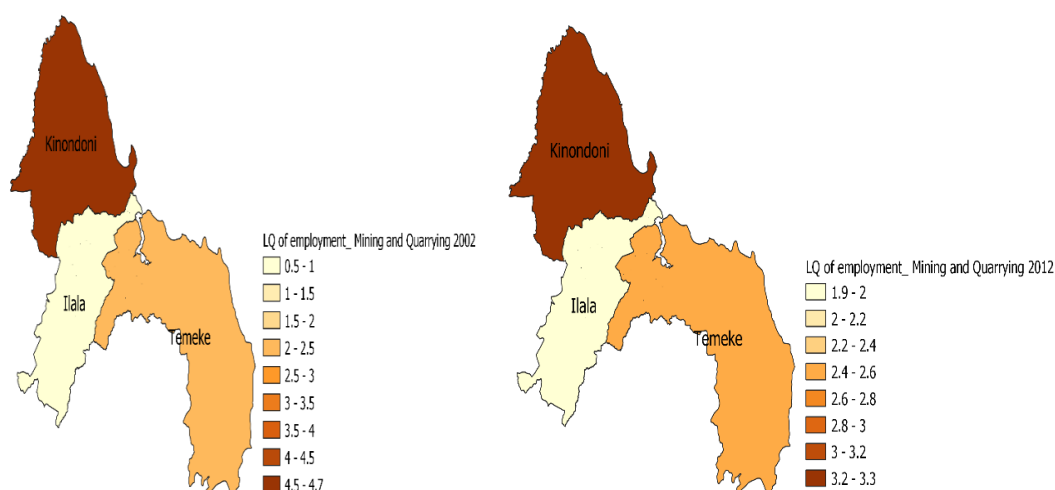 Kinondoni
Ilala
Temeke
LQ of employment_ Mining and Quarrying 2002
0.5 - 1
1 - 1.5
1.5 - 2
2 - 2.5
2.5 - 3
3 - 3.5
3.5 - 4
4 - 4.5
4.5 - 4.7
Kinondoni
Ilala
Temeke
LQ of employment_ Mining and Quarrying 2012
1.9 - 2
2 - 2.2
2.2 - 2.4
2.4 - 2.6
2.6 - 2.8
2.8 - 3
3 - 3.2
3.2 - 3.3